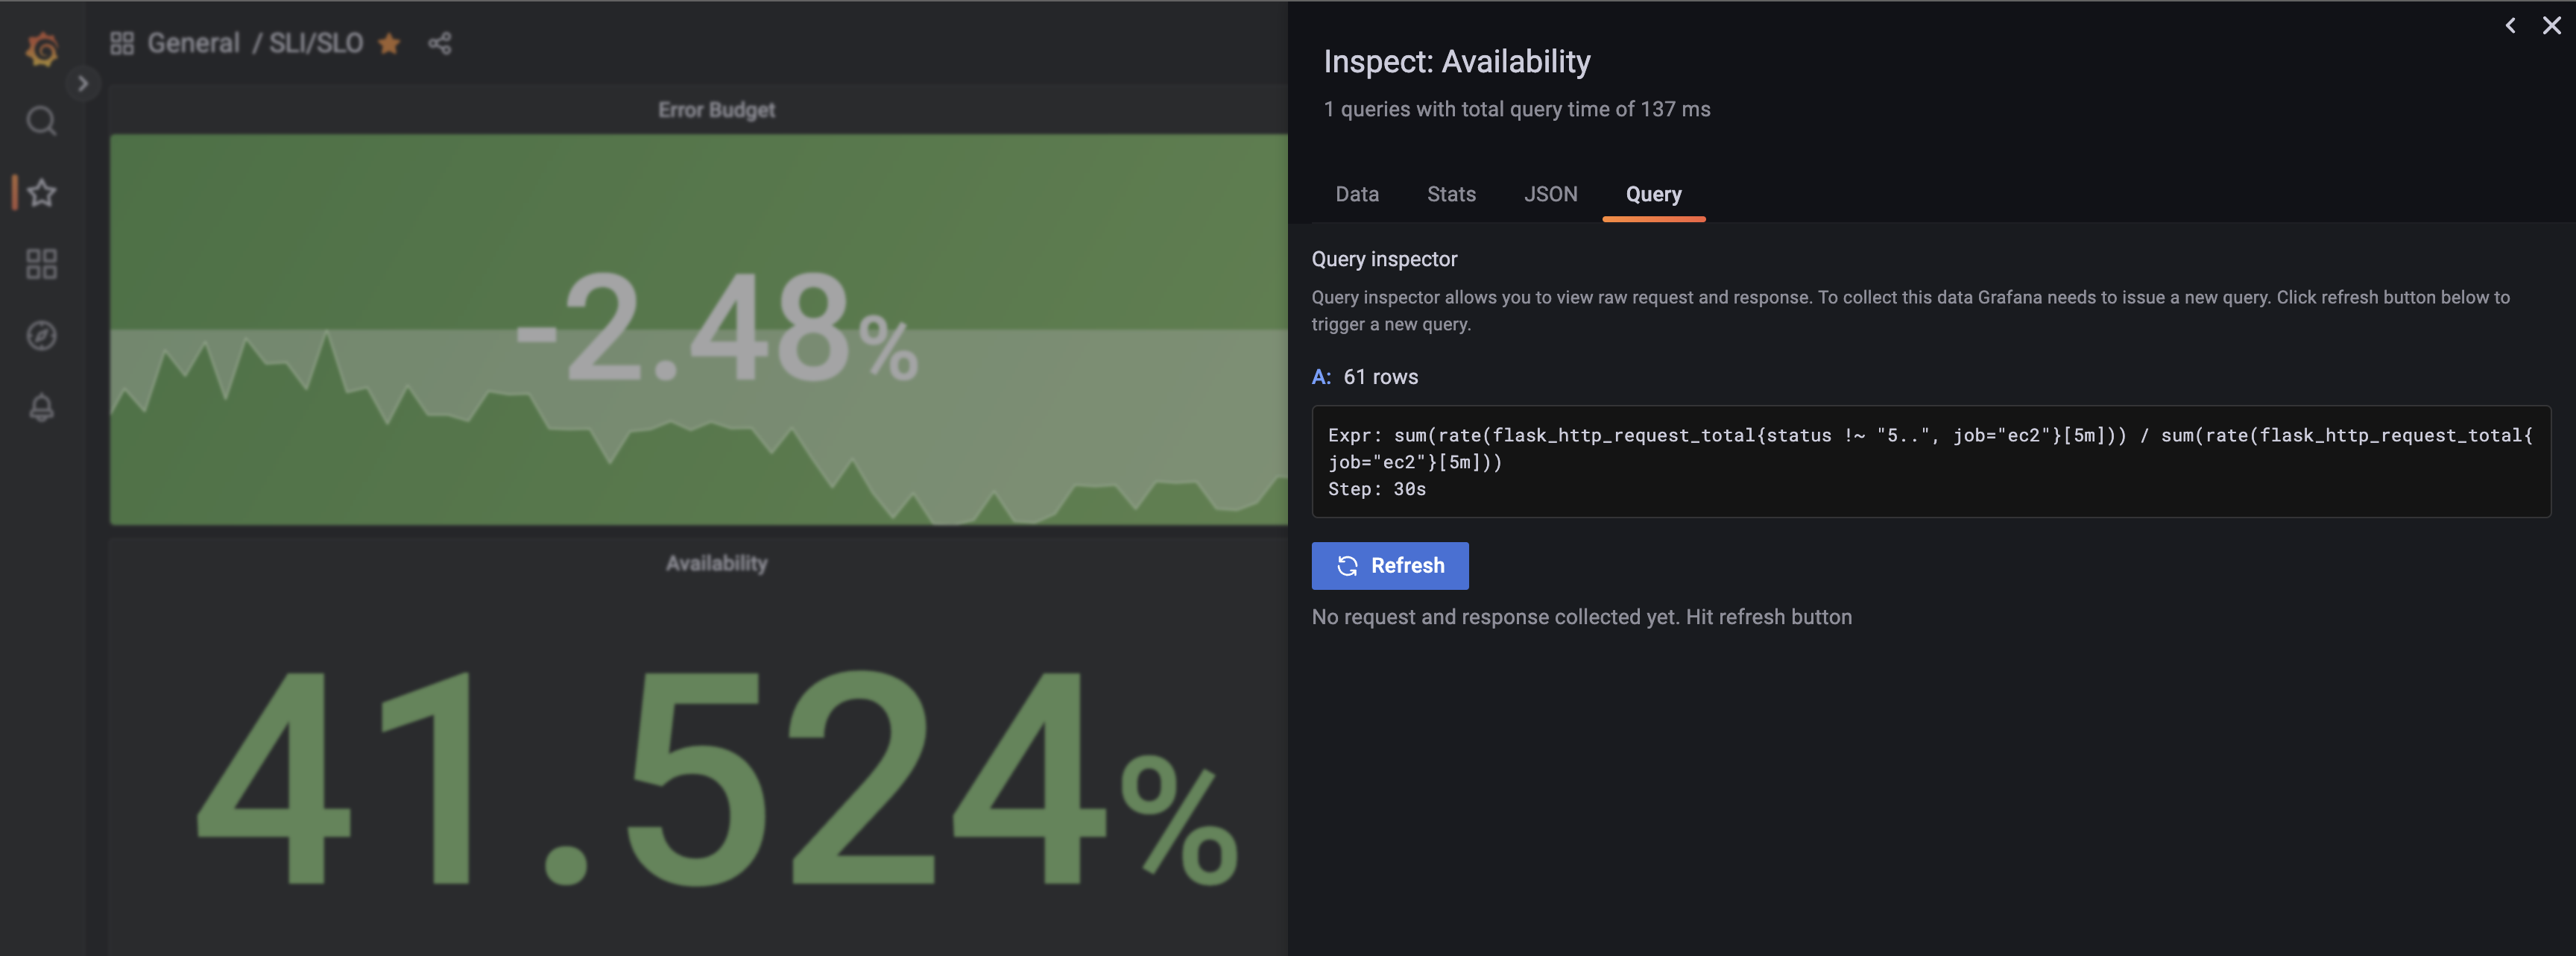 General / SLI/SLO
Error Budget
-2.48%
Availability
41.524%
Inspect: Availability
1 queries with total query time of 137 ms
Data Stats JSON Query
Query inspector
Query inspector allows you to view raw request and response. To collect this data Grafana needs to issue a new query. Click refresh button below to
trigger a new query.
A: 61 rows
Expr: sum(rate(flask_http_request_total{status !~ "5..", job="ec2"}[5m])) / sum(rate(flask_http_request_total{
job="ec2"}[5m]))
Step: 30s
Refresh
No request and response collected yet. Hit refresh button